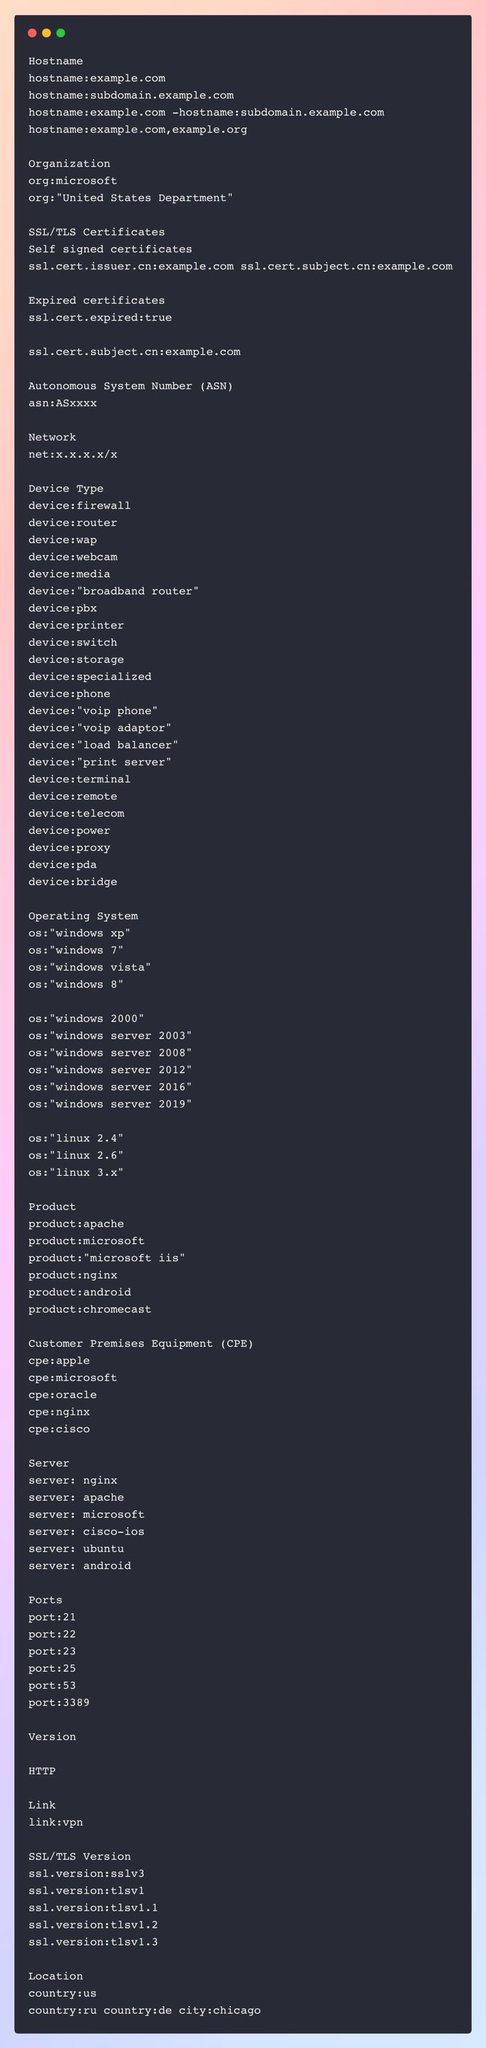 Hostname
hostname:example.com
hostname:subdomain.example.com
hostname:example.com -hostname:subdomain.example.com
hostname:example.com,example.org

Organization
org:microsoft
org:"United States Department"

SSL/TLS Certificates
Self signed certificates
ssl.cert.issuer.cn:example.com ssl.cert.subject.cn:example.com

Expired certificates
ssl.cert.expired:true

ssl.cert.subject.cn:example.com

Autonomous System Number (ASN)
asn:ASxxxx

Network
net:x.x.x.x/x

Device Type
device:firewall
device:router
device:wap
device:webcam
device:media
device:"broadband router"
device:pbx
device:printer
device:switch
device:storage
device:specialized
device:phone
device:"voip phone"
device:"voip adaptor"
device:"load balancer"
device:"print server"
device:terminal
device:remote
device:telecom
device:power
device:proxy
device:pda
device:bridge

Operating System
os:"windows xp"
os:"windows 7"
os:"windows vista"
os:"windows 8"

os:"windows 2000"
os:"windows server 2003"
os:"windows server 2008"
os:"windows server 2012"
os:"windows server 2016"
os:"windows server 2019"

os:"linux 2.4"
os:"linux 2.6"
os:"linux 3.x"

Product
product:apache
product:microsoft
product:"microsoft iis"
product:nginx
product:android
product:chromecast

Customer Premises Equipment (CPE)
cpe:apple
cpe:microsoft
cpe:oracle
cpe:nginx
cpe:cisco

Server
server: nginx
server: apache
server: microsoft
server: cisco-ios
server: ubuntu
server: android

Ports
port:21
port:22
port:23
port:25
port:53
port:3389

Version

HTTP

Link
link:vpn

SSL/TLS Version
ssl.version:sslv3
ssl.version:tlsv1
ssl.version:tlsv1.1
ssl.version:tlsv1.2
ssl.version:tlsv1.3

Location
country:us
country:ru country:de city:chicago